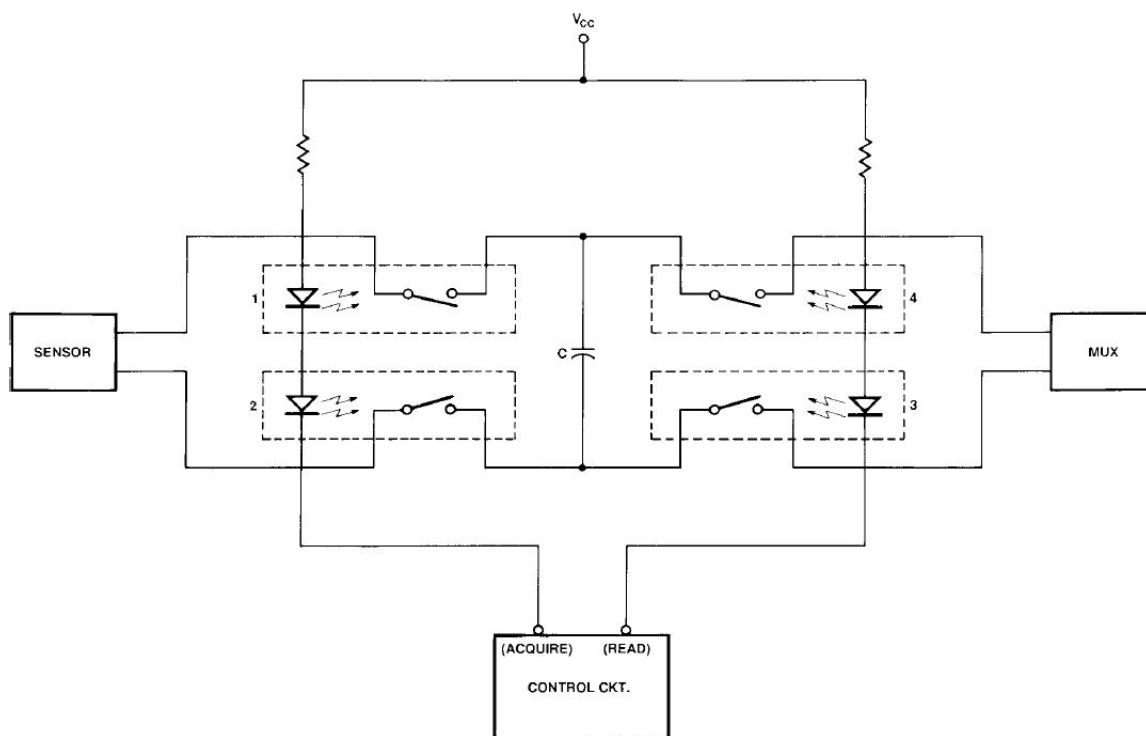 VCC
1
4
SENSOR
C
MUX
2
3
(ACQUIRE) (READ)
CONTROL CKT.